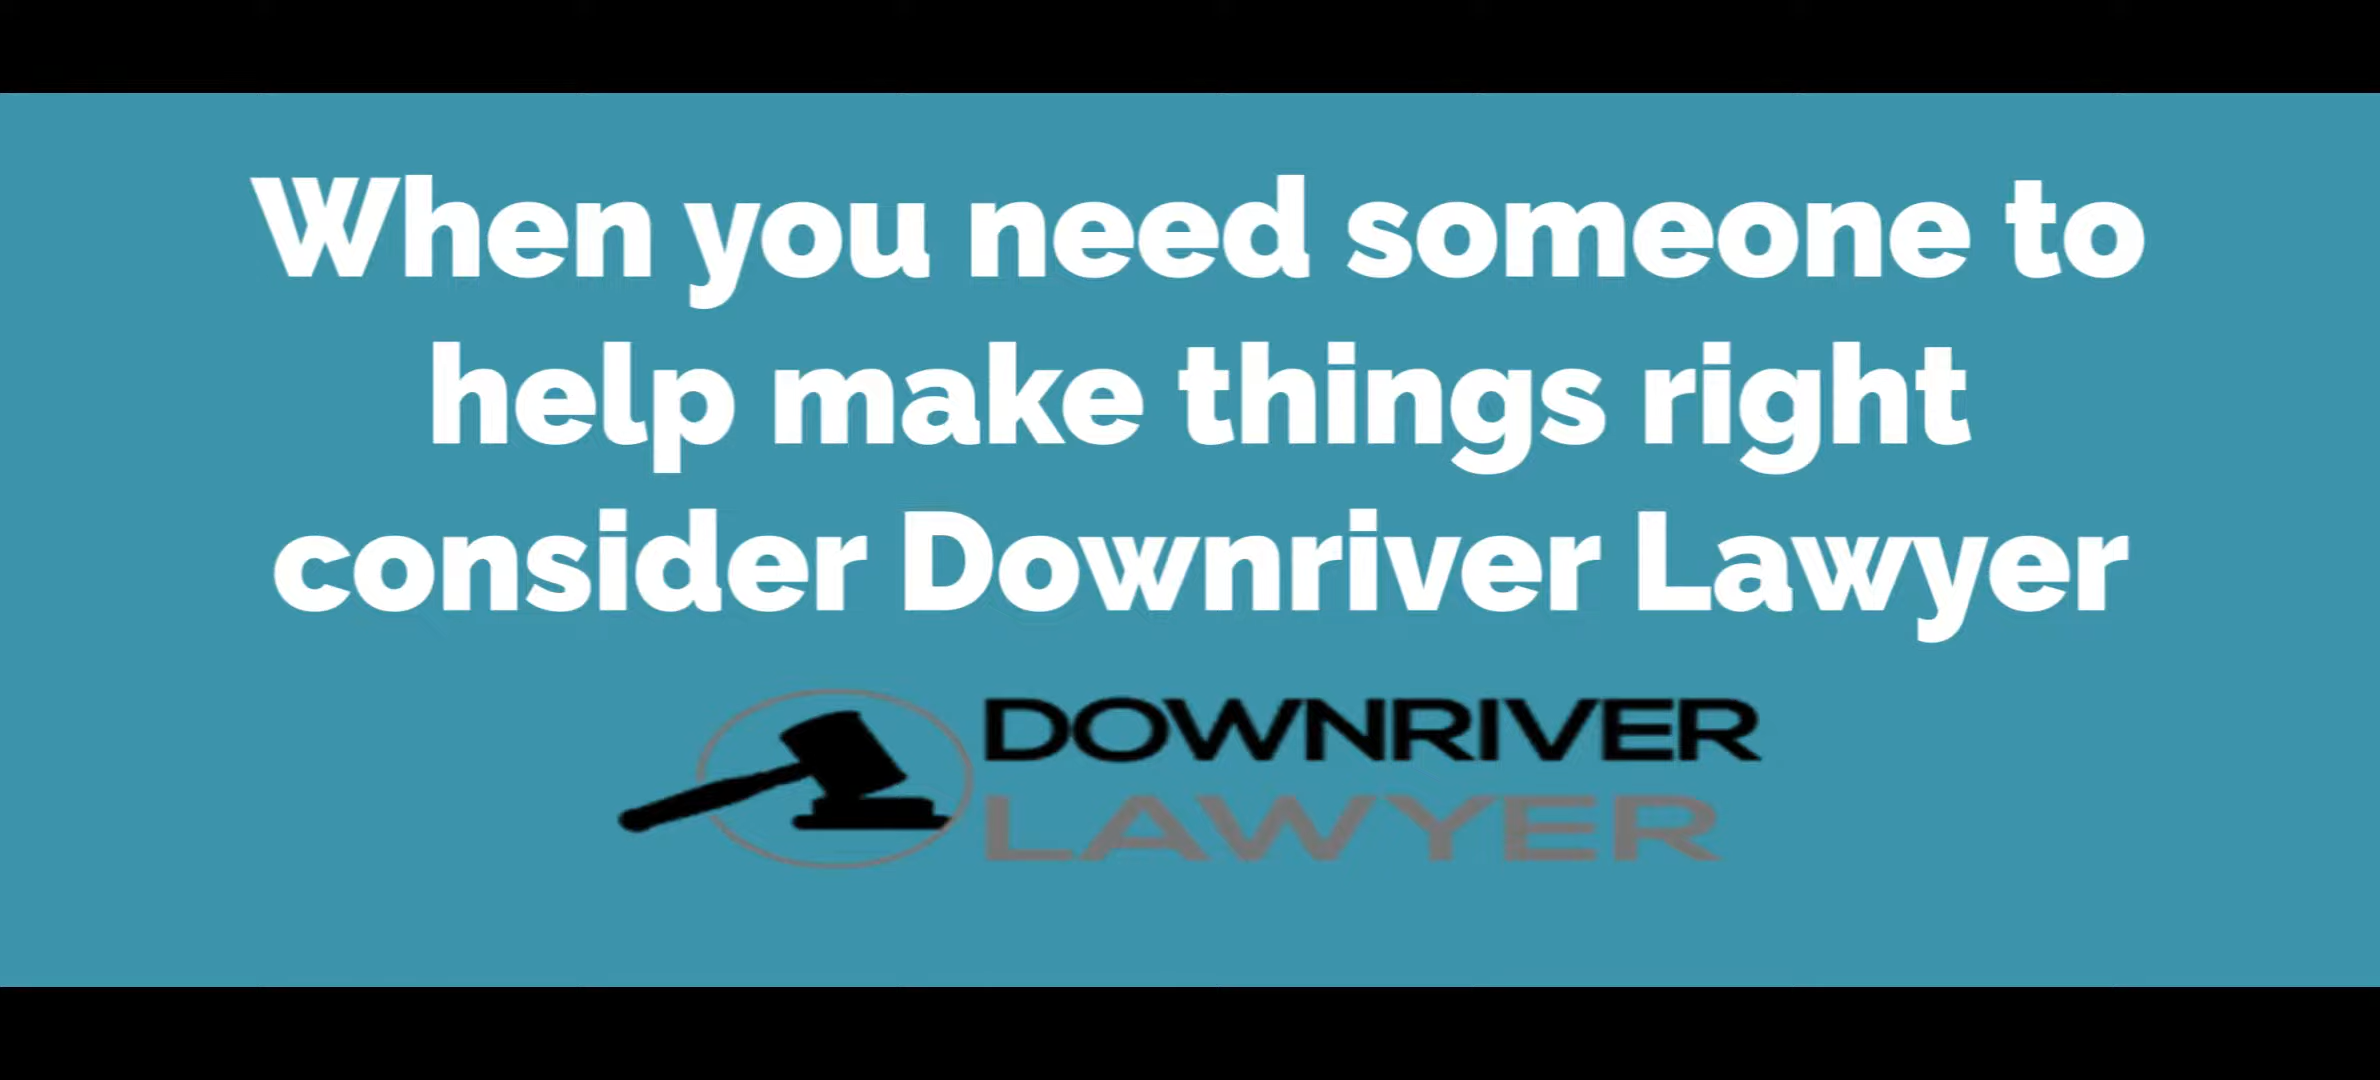 When you need someone to
help make things right
consider Downriver Lawyer
DOWNRIVER
LAWYER